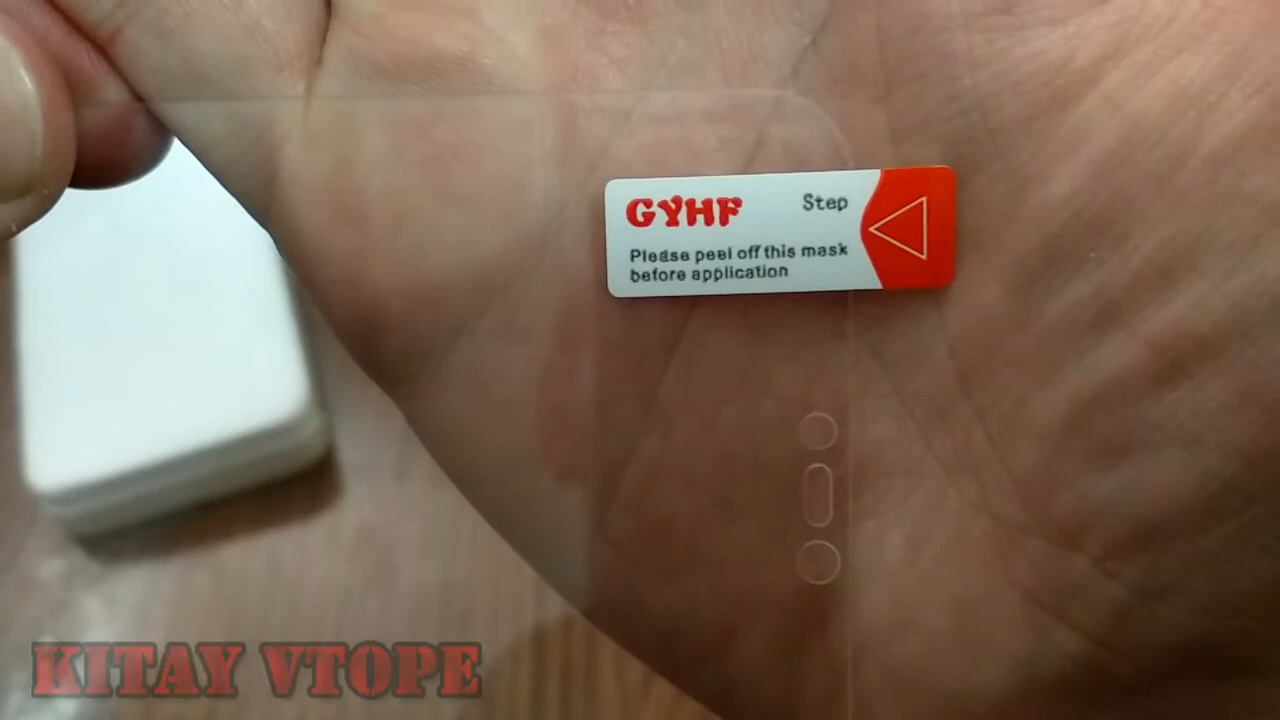 GYHF
Step
Please peel off this mask
before application
KITAY VTOPE